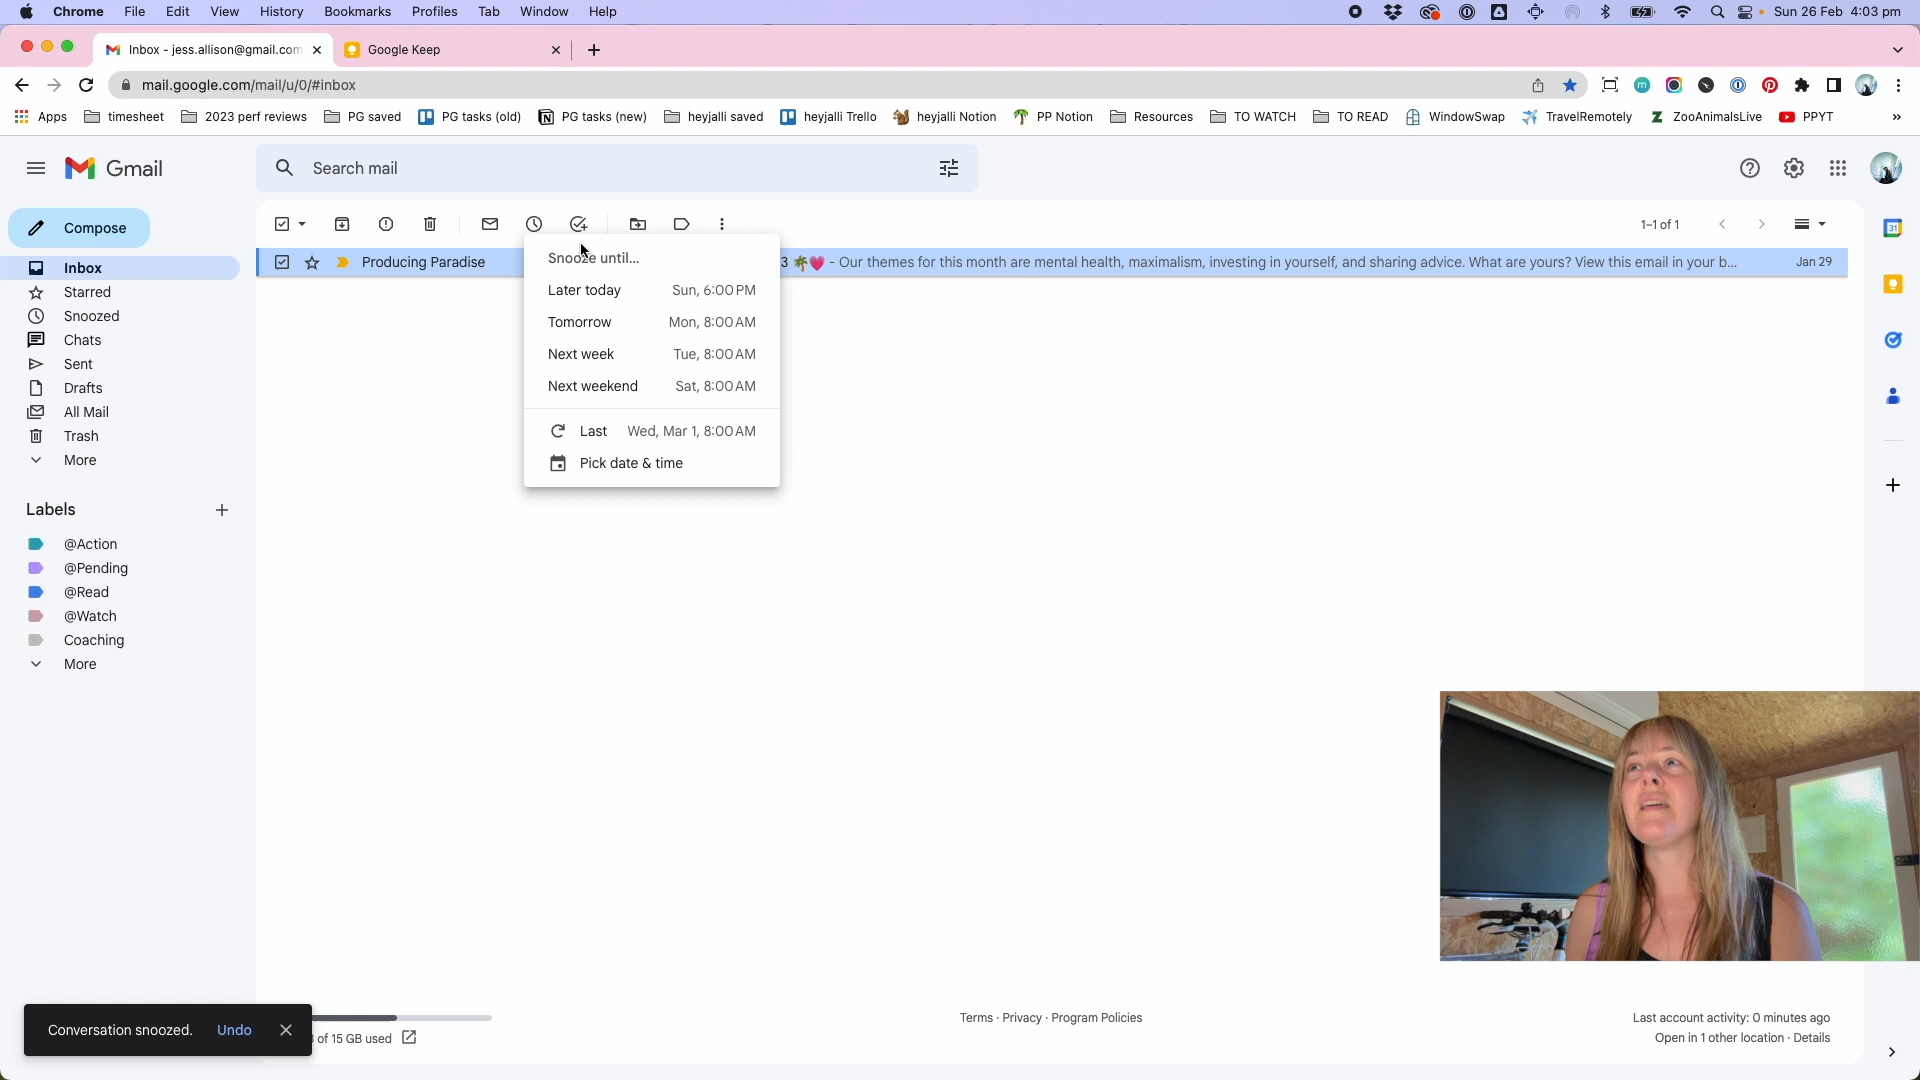 Chrome File Edit View History Bookmarks Profiles Tab Window Help Sun 26 Feb 4:03 pm
Inbox - jess.allison@gmail.com Google Keep
mail.google.com/mail/u/0/#inbox
Apps timesheet 2023 perf reviews PG saved PG tasks (old) PG tasks (new) heyjalli saved heyjalli Trello heyjalli Notion PP Notion Resources TO WATCH TO READ WindowSwap TravelRemotely ZooAnimalsLive PPYT »
Gmail Search mail
Compose 1–1 of 1
Inbox
Starred
Snoozed
Chats
Sent
Drafts
All Mail
Trash
More
Labels
@Action
@Pending
@Read
@Watch
Coaching
More
Producing Paradise 3 🌴💗 - Our themes for this month are mental health, maximalism, investing in yourself, and sharing advice. What are yours? View this email in your b... Jan 29
Snooze until...
Later today Sun, 6:00 PM
Tomorrow Mon, 8:00 AM
Next week Tue, 8:00 AM
Next weekend Sat, 8:00 AM
Last Wed, Mar 1, 8:00 AM
Pick date & time
31
Conversation snoozed. Undo
of 15 GB used
Terms · Privacy · Program Policies
Last account activity: 0 minutes ago
Open in 1 other location · Details